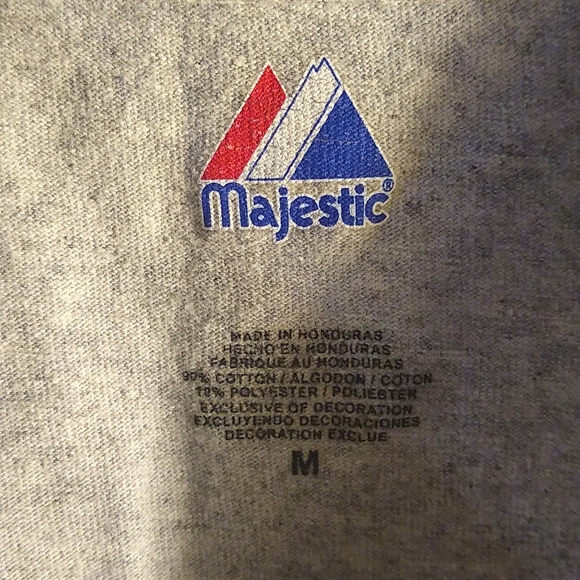 Majestic®
MADE IN HONDURAS
HECHO EN HONDURAS
FABRIQUE AU HONDURAS
90% COTTON / ALGODON / COTON
10% POLYESTER / POLIESTER
EXCLUSIVE OF DECORATION
EXCLUYENDO DECORACIONES
DECORATION EXCLUE
M